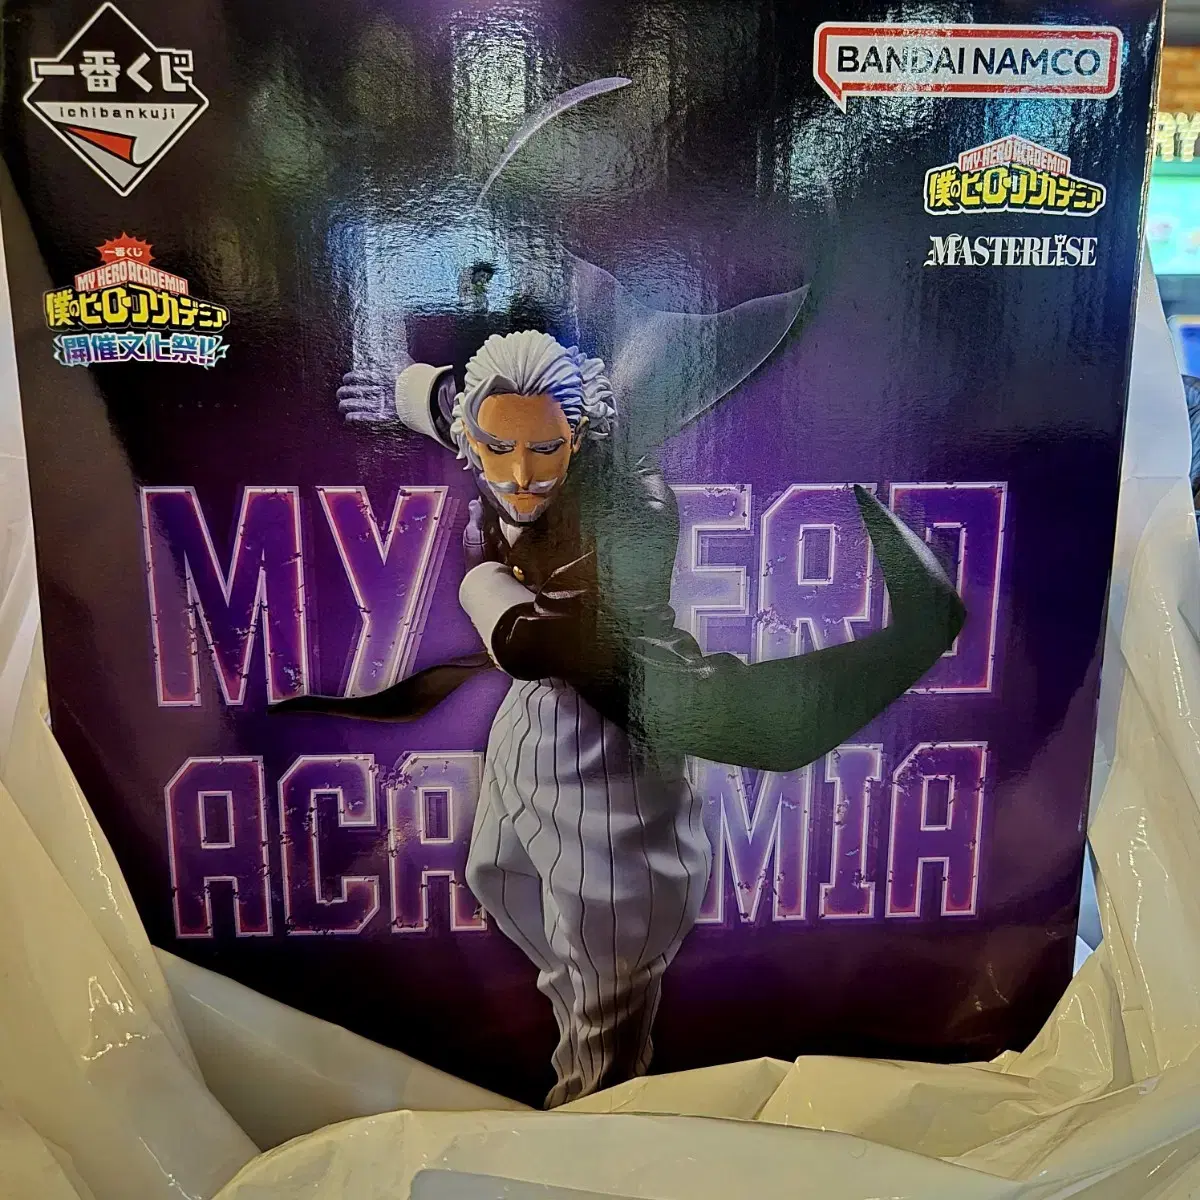 一番くじ
ichibankuji
BANDAI NAMCO
MY HERO ACADEMIA
僕のヒーローアカデミア
MASTERLISE
一番くじ
MY HERO ACADEMIA
僕のヒーローアカデミア
開催文化祭!!
MY ERO
ACA MIA
RY